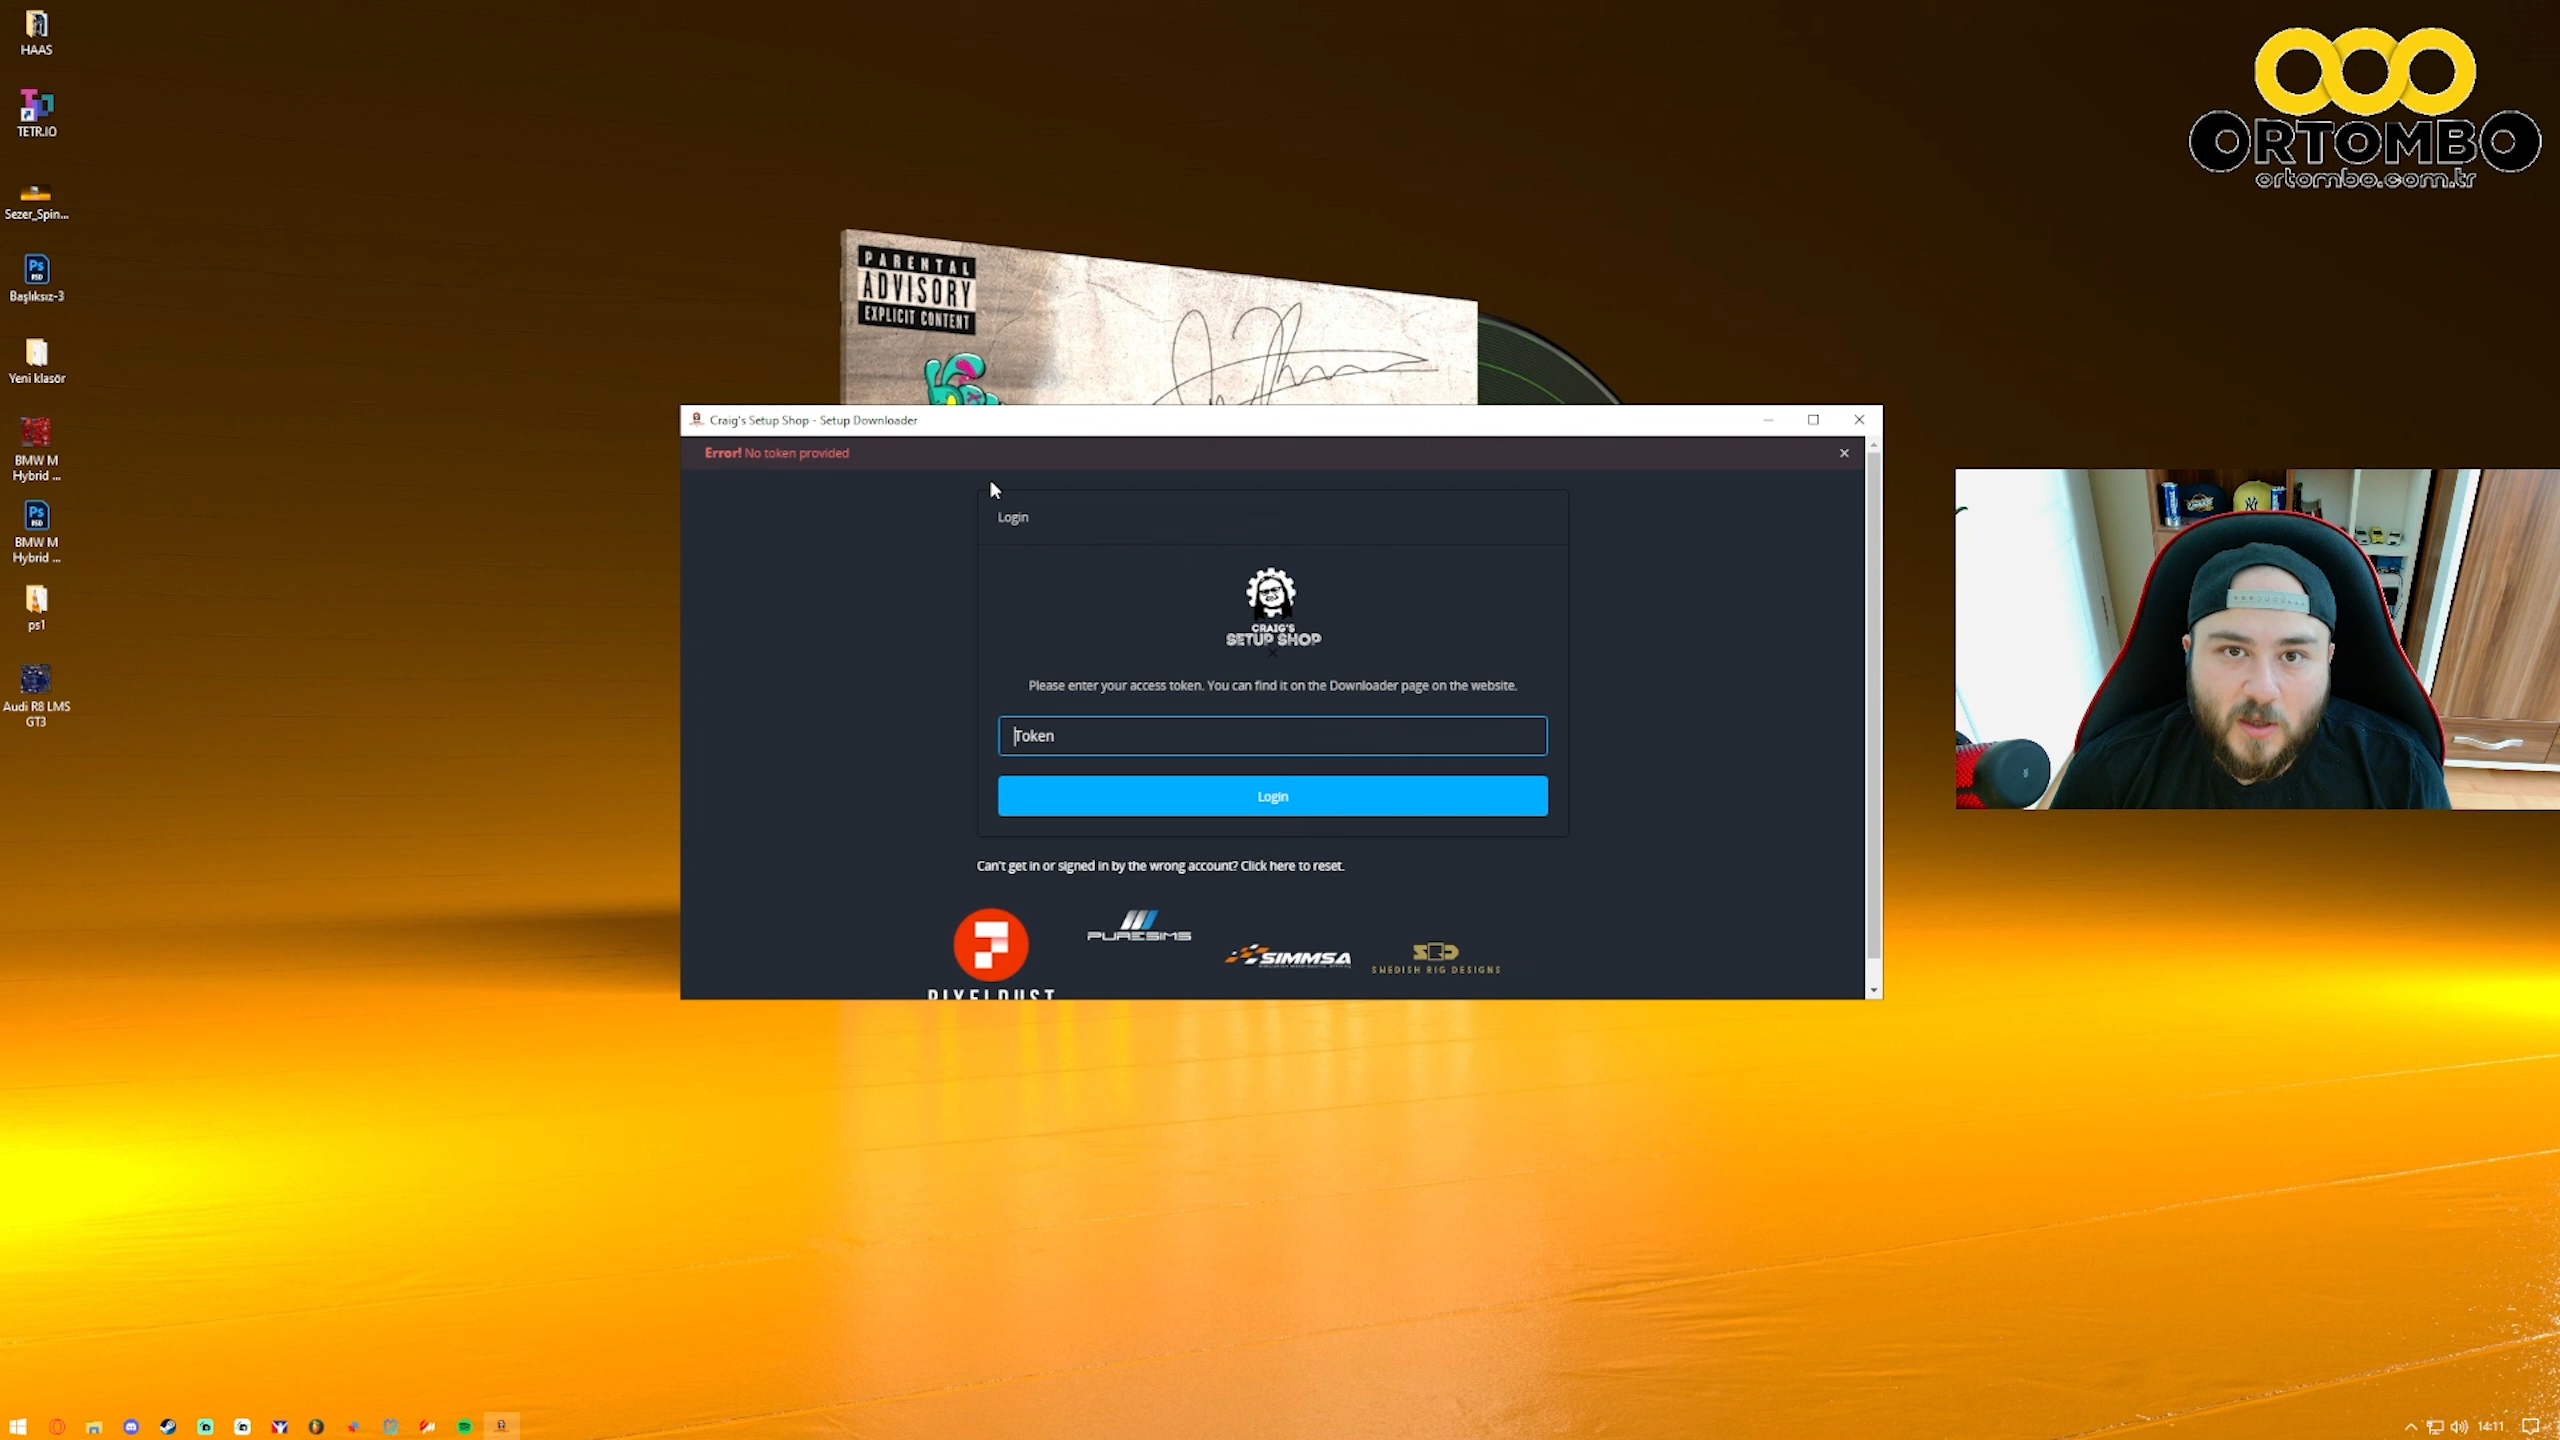 HAAS
TETR.IO
Sezer_Spin...
Başlıksız-3
Yeni klasör
BMW M
Hybrid ...
BMW M
Hybrid ...
ps1
Audi R8 LMS
GT3
ORTOMBO
ortombo.com.tr
PARENTAL
ADVISORY
EXPLICIT CONTENT
Craig's Setup Shop - Setup Downloader
Error! No token provided
Login
CRAIG'S
SETUP SHOP
Please enter your access token. You can find it on the Downloader page on the website.
Token
Login
Can't get in or signed in by the wrong account? Click here to reset.
PURESIMS
SIMMSA
SRD
SWEDISH RIG DESIGNS
PIXELDUST
14:11